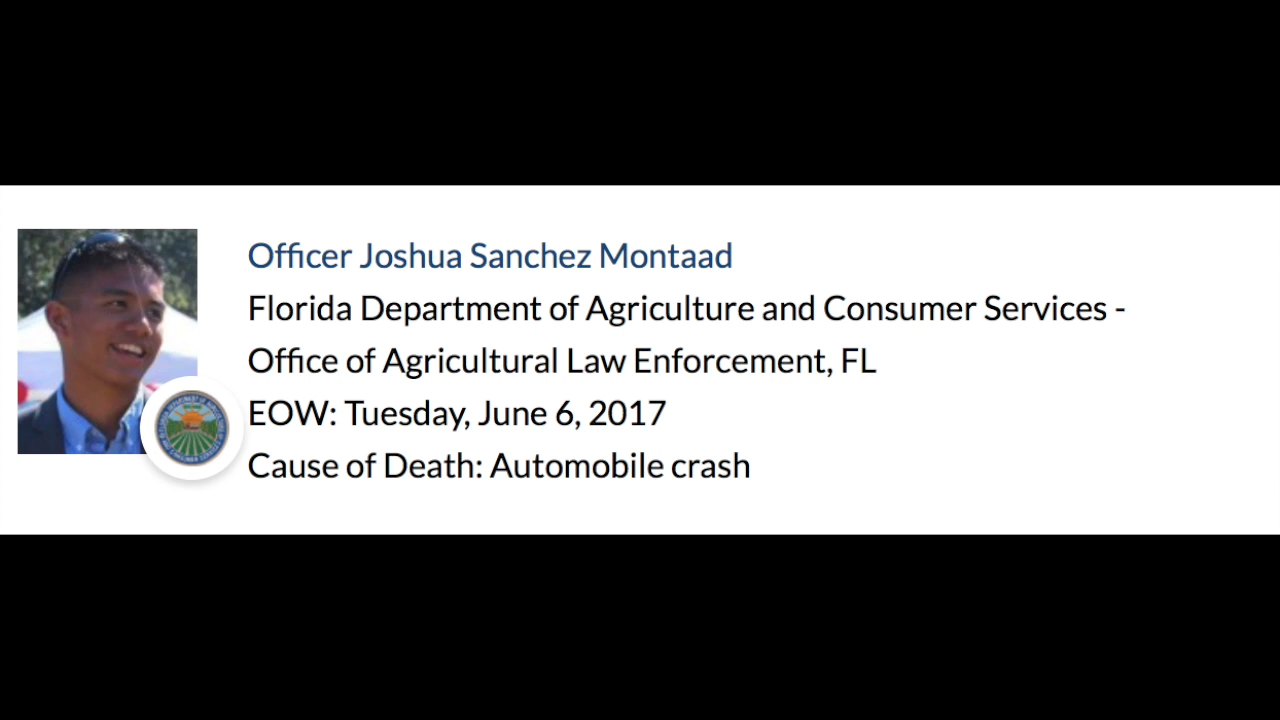 Officer Joshua Sanchez Montaad
Florida Department of Agriculture and Consumer Services -
Office of Agricultural Law Enforcement, FL
EOW: Tuesday, June 6, 2017
Cause of Death: Automobile crash